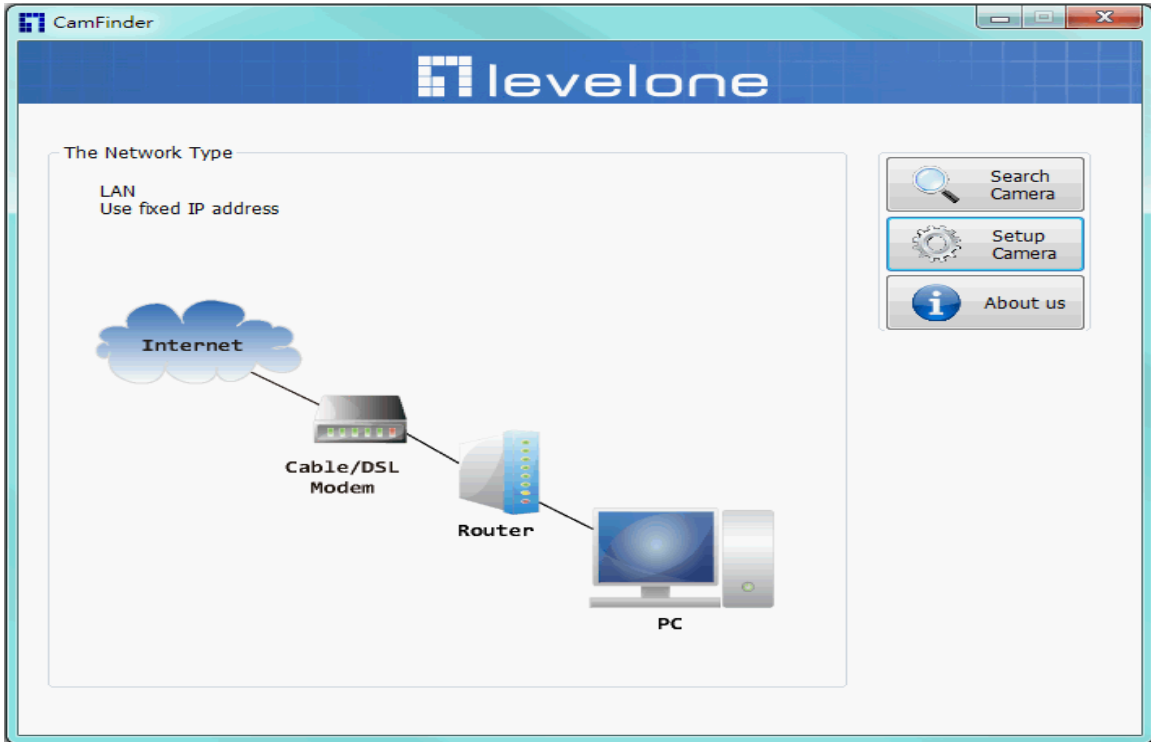 CamFinder
levelone
The Network Type
LAN
Use fixed IP address
Internet
Cable/DSL
Modem
Router
PC
Search
Camera
Setup
Camera
About us